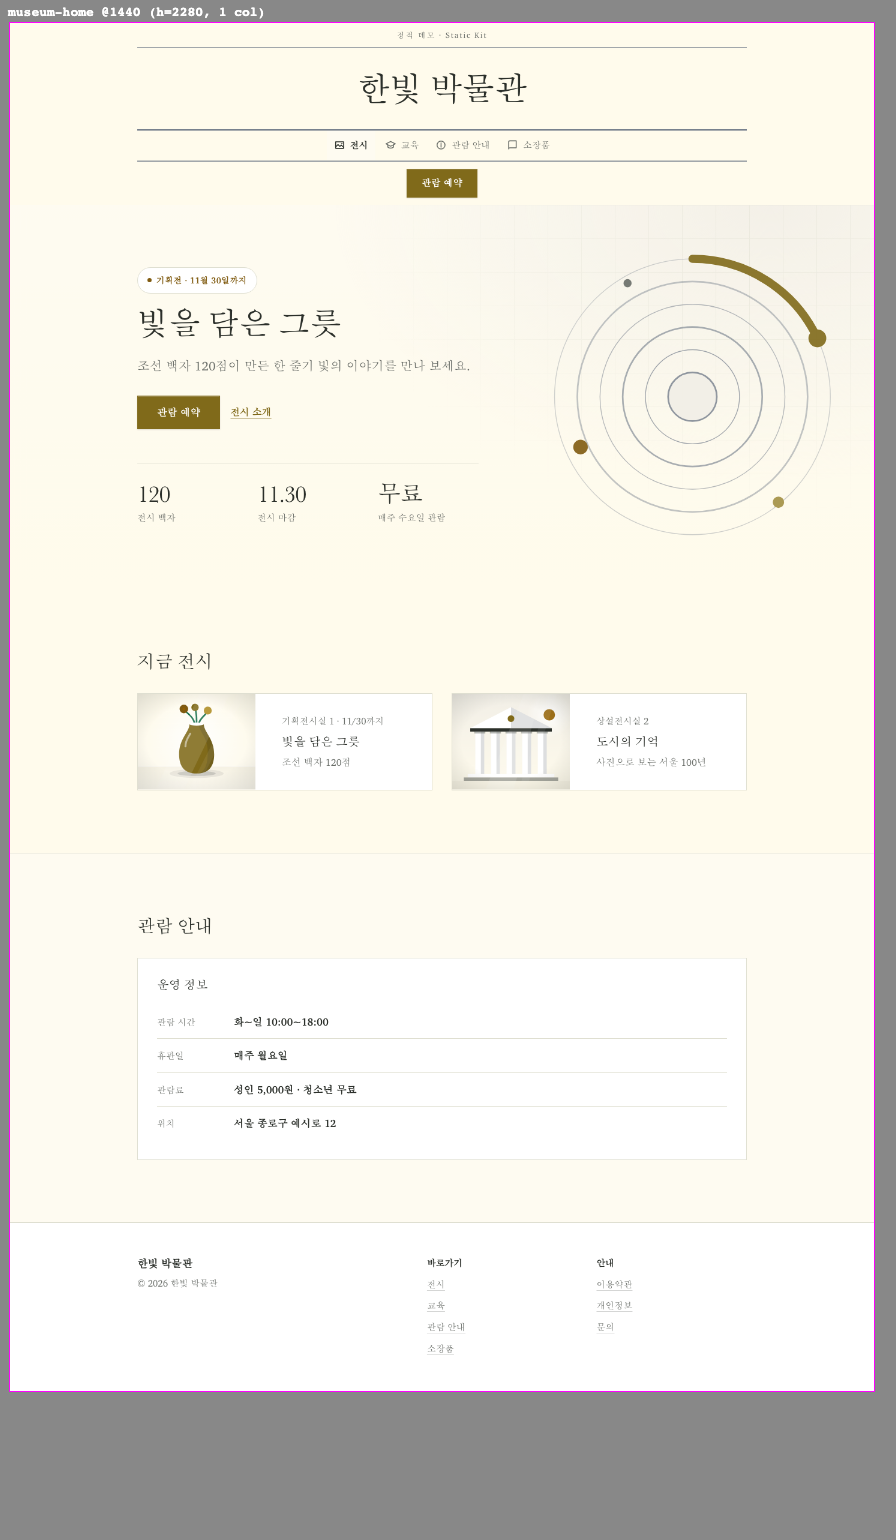 museum-home @1440 (h=2280, 1 col)
정적 데모 · Static Kit
한빛 박물관
전시 교육 관람 안내 소장품
관람 예약
기획전 · 11월 30일까지
빛을 담은 그릇
조선 백자 120점이 만든 한 줄기 빛의 이야기를 만나 보세요.
관람 예약 전시 소개
120 11.30 무료
전시 백자 전시 마감 매주 수요일 관람
지금 전시
기획전시실 1 · 11/30까지
빛을 담은 그릇
조선 백자 120점
상설전시실 2
도시의 기억
사진으로 보는 서울 100년
관람 안내
운영 정보
관람 시간 화–일 10:00–18:00
휴관일 매주 월요일
관람료 성인 5,000원 · 청소년 무료
위치 서울 종로구 예시로 12
한빛 박물관
© 2026 한빛 박물관
바로가기
전시
교육
관람 안내
소장품
안내
이용약관
개인정보
문의